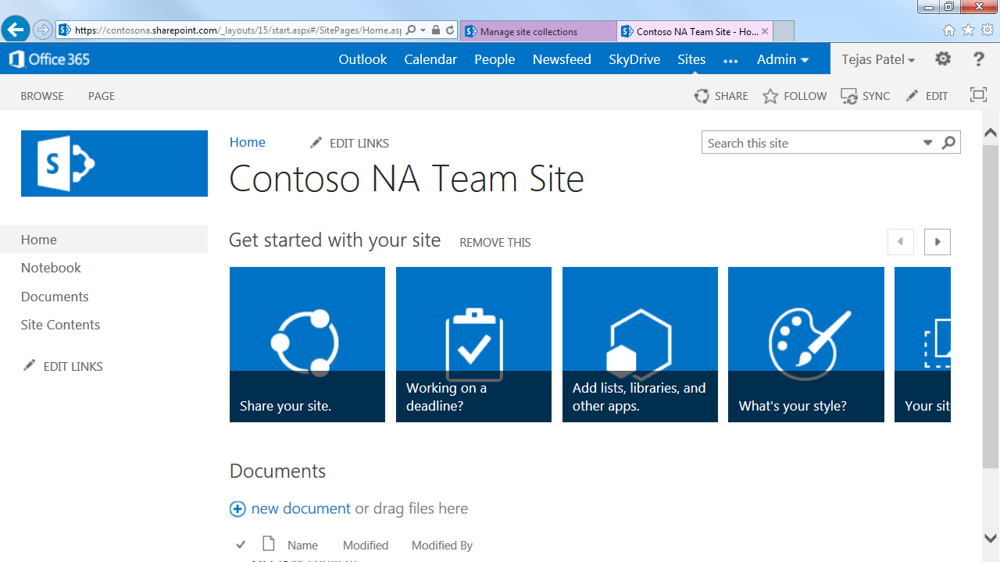 https://contosona.sharepoint.com/_layouts/15/start.aspx#/SitePages/Home.asp
Manage site collections
Contoso NA Team Site - Ho...
Office 365
Outlook Calendar People Newsfeed SkyDrive Sites ... Admin
Tejas Patel
?
BROWSE PAGE
SHARE FOLLOW SYNC EDIT
S
Home EDIT LINKS
Search this site
Contoso NA Team Site
Home
Notebook
Documents
Site Contents
EDIT LINKS
Get started with your site REMOVE THIS
Share your site.
Working on a
deadline?
Add lists, libraries, and
other apps.
What's your style?
Your sit
Documents
new document or drag files here
Name Modified Modified By